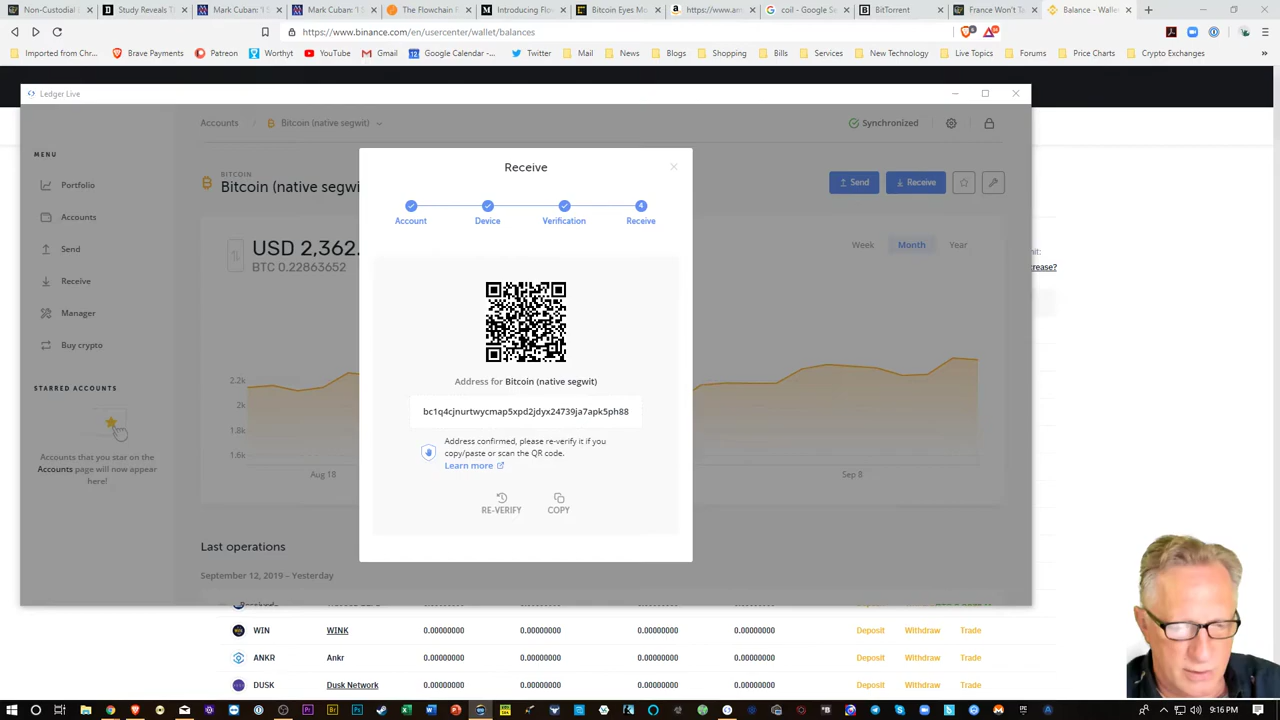 Non-Custodial w
Study Reveals T
Mark Cuban: 'I S
Mark Cuban: 'I S
The Flowchain E
Introducing Flow
Bitcoin Eyes Mo
https://www.am
coil - Google Se
BitTorrent
France Won't Ta
Balance - Wallet
https://www.binance.com/en/usercenter/wallet/balances
Imported from Chr...
Brave Payments
Patreon
Worthyt
YouTube
Gmail
Google Calendar -...
Twitter
Mail
News
Blogs
Shopping
Bills
Services
New Technology
Live Topics
Forums
Price Charts
Crypto Exchanges
Ledger Live
Accounts / Bitcoin (native segwit)
Synchronized
MENU
Portfolio
Accounts
Send
Receive
Manager
Buy crypto
STARRED ACCOUNTS
Accounts that you star on the
Accounts page will now appear
here!
BITCOIN
Bitcoin (native segwi
Send
Receive
USD 2,362.
BTC 0.22863652
Week
Month
Year
2.2k
2k
1.8k
1.6k
Aug 18
Sep 8
Receive
Account
Device
Verification
4
Receive
Address for Bitcoin (native segwit)
bc1q4cjnurtwycmap5xpd2jdyx24739ja7apk5ph88
Address confirmed, please re-verify it if you
copy/paste or scan the QR code.
Learn more
RE-VERIFY
COPY
Last operations
September 12, 2019 – Yesterday
nit:
crease?
WIN WINK 0.00000000 0.00000000 0.00000000 0.00000000 Deposit Withdraw Trade
ANKR Ankr 0.00000000 0.00000000 0.00000000 0.00000000 Deposit Withdraw Trade
DUSK Dusk Network 0.00000000 0.00000000 0.00000000 0.00000000 Deposit Withdraw Trade
9:16 PM